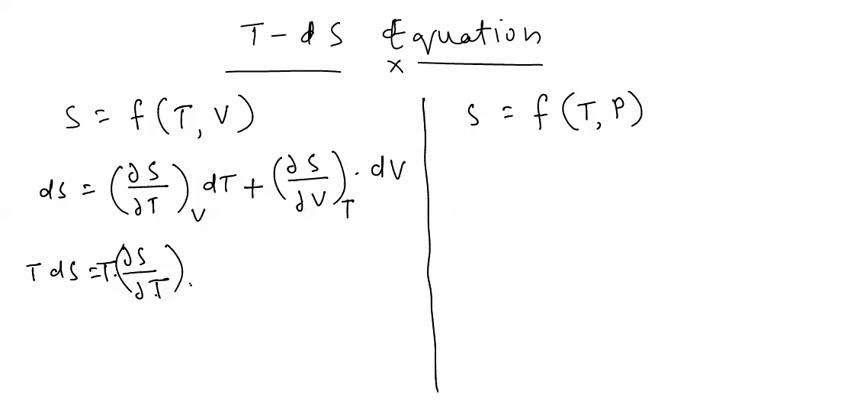 T-dS Equation
x
S = f(T, V)
dS = (∂S/∂T)_V dT + (∂S/∂V)_T . dV
T dS = T.(∂S/∂T).
S = f(T, P)